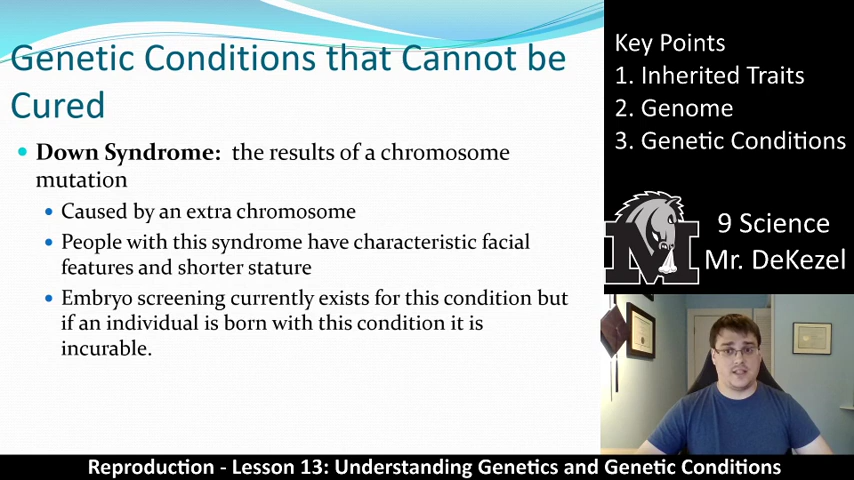 Genetic Conditions that Cannot be
Cured
• Down Syndrome: the results of a chromosome
mutation
• Caused by an extra chromosome
• People with this syndrome have characteristic facial
features and shorter stature
• Embryo screening currently exists for this condition but
if an individual is born with this condition it is
incurable.
Key Points
1. Inherited Traits
2. Genome
3. Genetic Conditions
M
9 Science
Mr. DeKezel
Reproduction - Lesson 13: Understanding Genetics and Genetic Conditions